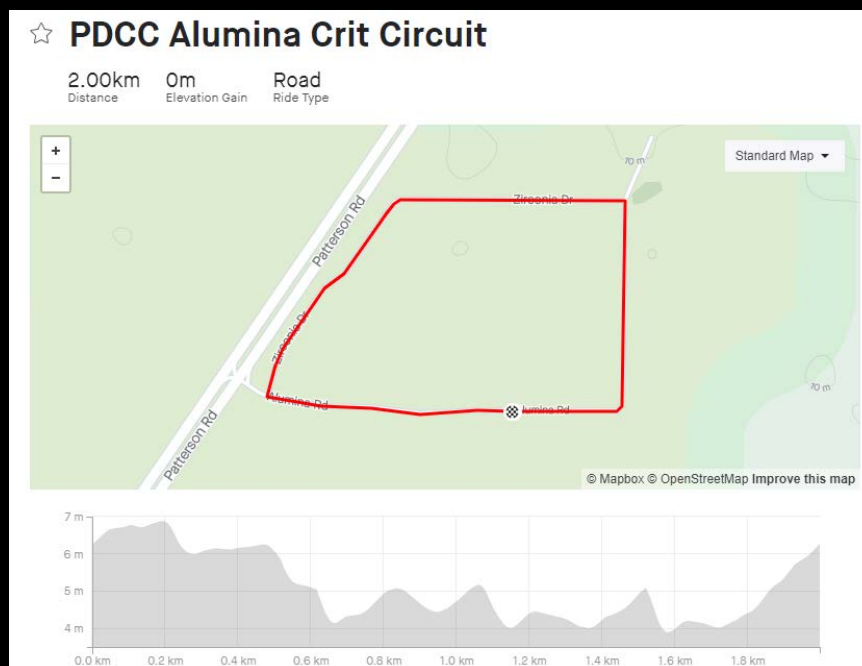 PDCC Alumina Crit Circuit
2.00km 0m Road
Distance Elevation Gain Ride Type
+
−
Standard Map
70 m
Zirconia Dr
Patterson Rd
Zirconia Dr
Alumina Rd
Alumina Rd
70 m
Patterson Rd
© Mapbox © OpenStreetMap Improve this map
7 m
6 m
5 m
4 m
0.0 km 0.2 km 0.4 km 0.6 km 0.8 km 1.0 km 1.2 km 1.4 km 1.6 km 1.8 km